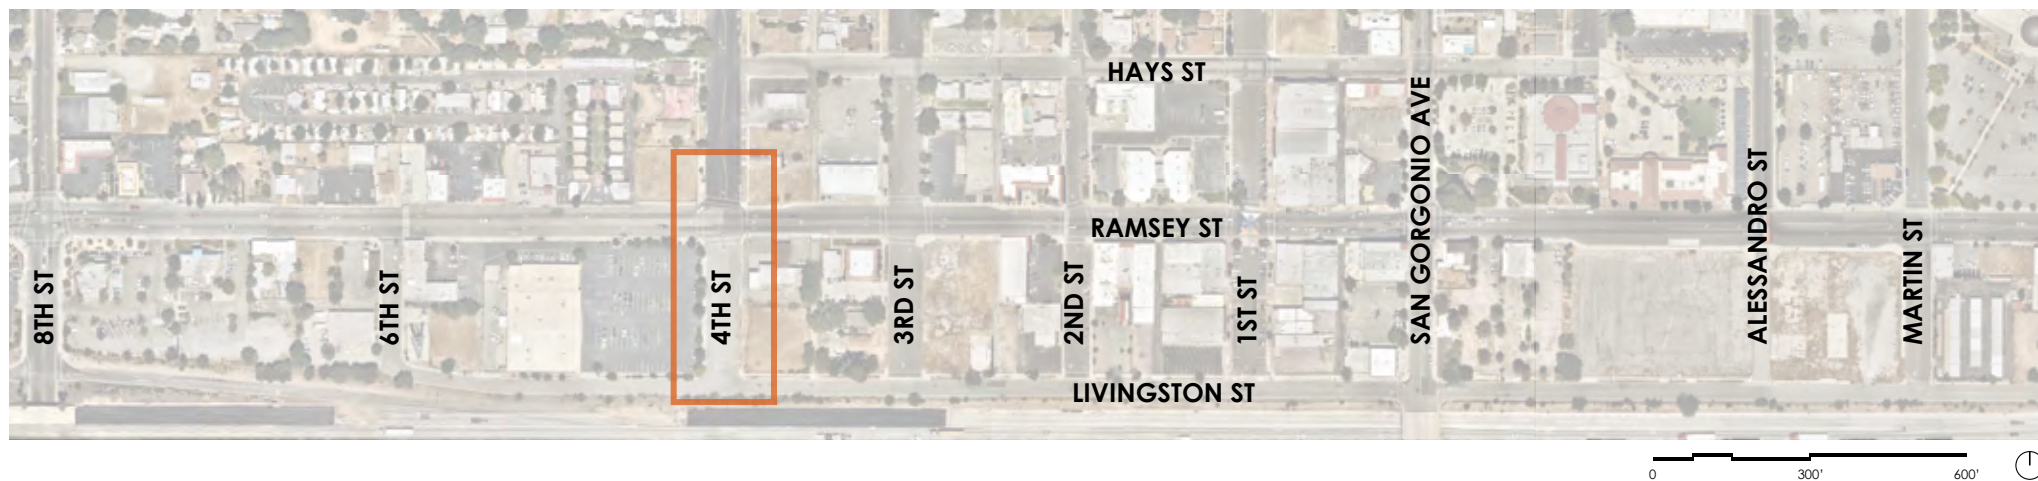 HAYS ST
RAMSEY ST
LIVINGSTON ST
8TH ST
6TH ST
4TH ST
3RD ST
2ND ST
1ST ST
SAN GORGONIO AVE
ALESSANDRO ST
MARTIN ST
0 300' 600'